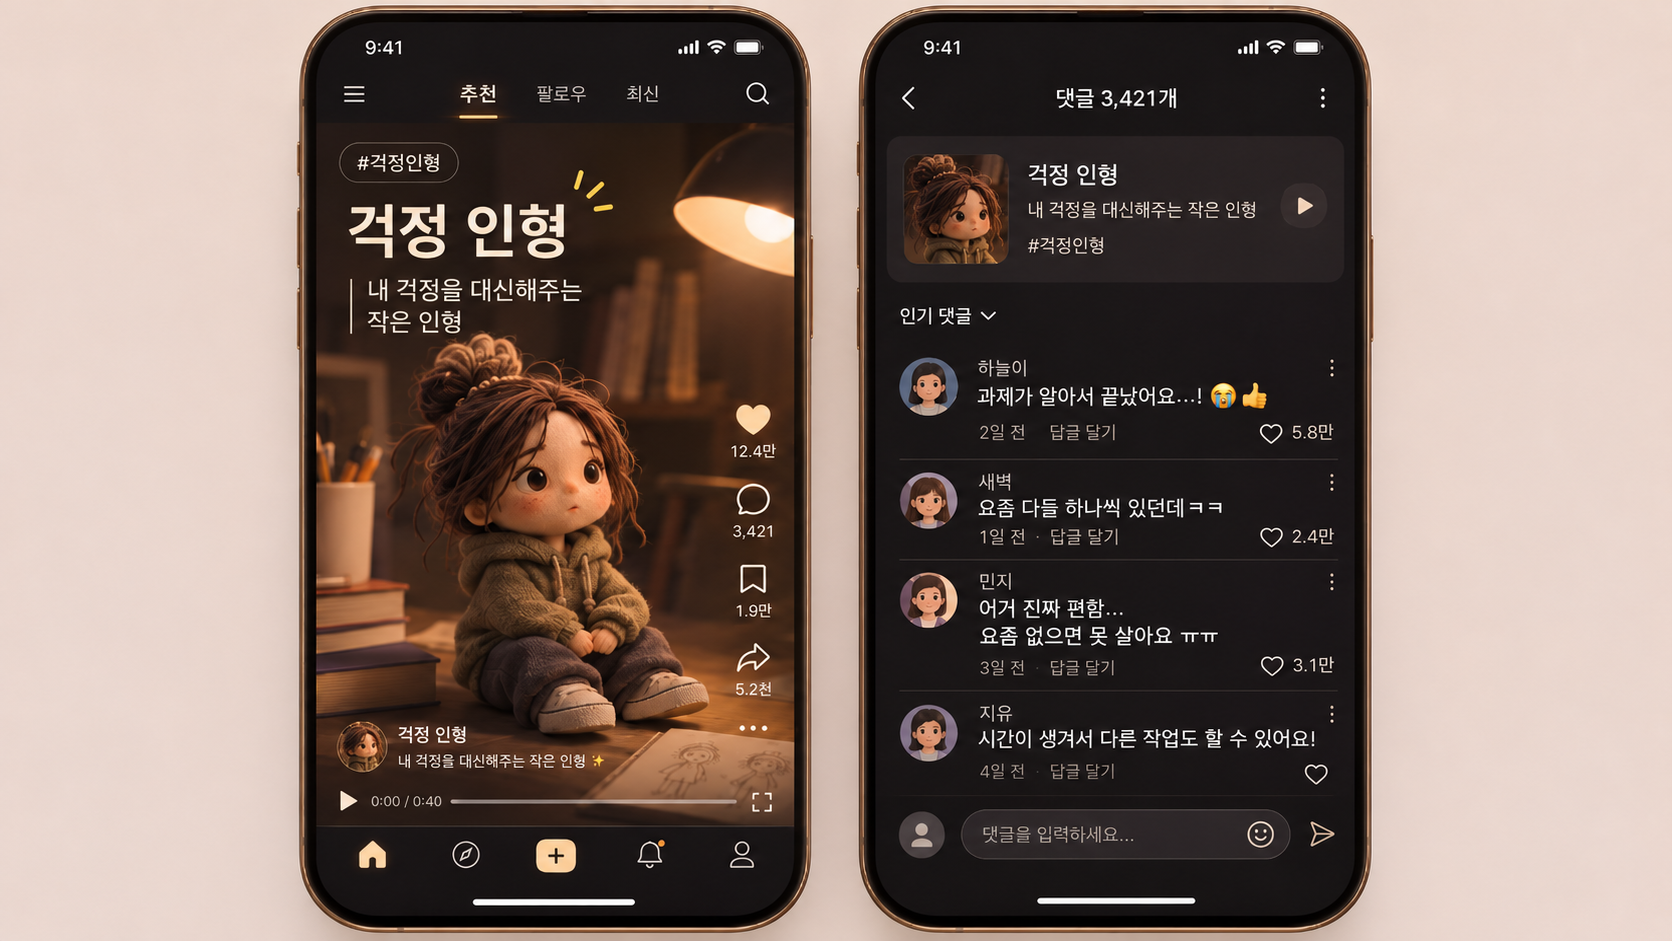 9:41
추천 팔로우 최신
#걱정인형
걱정 인형
내 걱정을 대신해주는
작은 인형
12.4만
3,421
1.9만
5.2천
걱정 인형
내 걱정을 대신해주는 작은 인형 ✨
0:00 / 0:40
9:41
댓글 3,421개
걱정 인형
내 걱정을 대신해주는 작은 인형
#걱정인형
인기 댓글
하늘이
과제가 알아서 끝났어요...! 😭👍
2일 전 답글 달기 5.8만
새벽
요좀 다들 하나씩 있던데ㅋㅋ
1일 전 · 답글 달기 2.4만
민지
어거 진짜 편함...
요좀 없으면 못 살아요 ㅠㅠ
3일 전 · 답글 달기 3.1만
지유
시간이 생겨서 다른 작업도 할 수 있어요!
4일 전 · 답글 달기
댓글을 입력하세요...